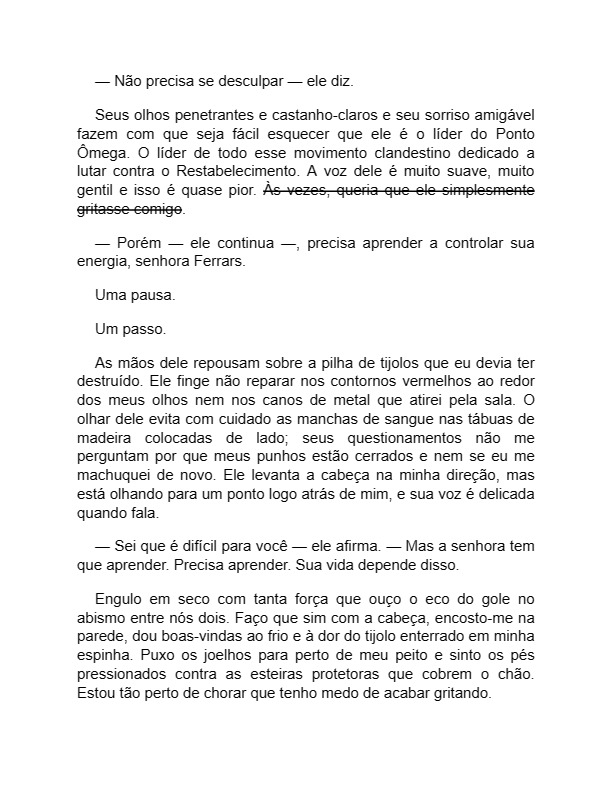 — Não precisa se desculpar — ele diz.
Seus olhos penetrantes e castanho-claros e seu sorriso amigável
fazem com que seja fácil esquecer que ele é o líder do Ponto
Ômega. O líder de todo esse movimento clandestino dedicado a
lutar contra o Restabelecimento. A voz dele é muito suave, muito
gentil e isso é quase pior. Às vezes, queria que ele simplesmente
gritasse comigo.
— Porém — ele continua —, precisa aprender a controlar sua
energia, senhora Ferrars.
Uma pausa.
Um passo.
As mãos dele repousam sobre a pilha de tijolos que eu devia ter
destruído. Ele finge não reparar nos contornos vermelhos ao redor
dos meus olhos nem nos canos de metal que atirei pela sala. O
olhar dele evita com cuidado as manchas de sangue nas tábuas de
madeira colocadas de lado; seus questionamentos não me
perguntam por que meus punhos estão cerrados e nem se eu me
machuquei de novo. Ele levanta a cabeça na minha direção, mas
está olhando para um ponto logo atrás de mim, e sua voz é delicada
quando fala.
— Sei que é difícil para você — ele afirma. — Mas a senhora tem
que aprender. Precisa aprender. Sua vida depende disso.
Engulo em seco com tanta força que ouço o eco do gole no
abismo entre nós dois. Faço que sim com a cabeça, encosto-me na
parede, dou boas-vindas ao frio e à dor do tijolo enterrado em minha
espinha. Puxo os joelhos para perto de meu peito e sinto os pés
pressionados contra as esteiras protetoras que cobrem o chão.
Estou tão perto de chorar que tenho medo de acabar gritando.